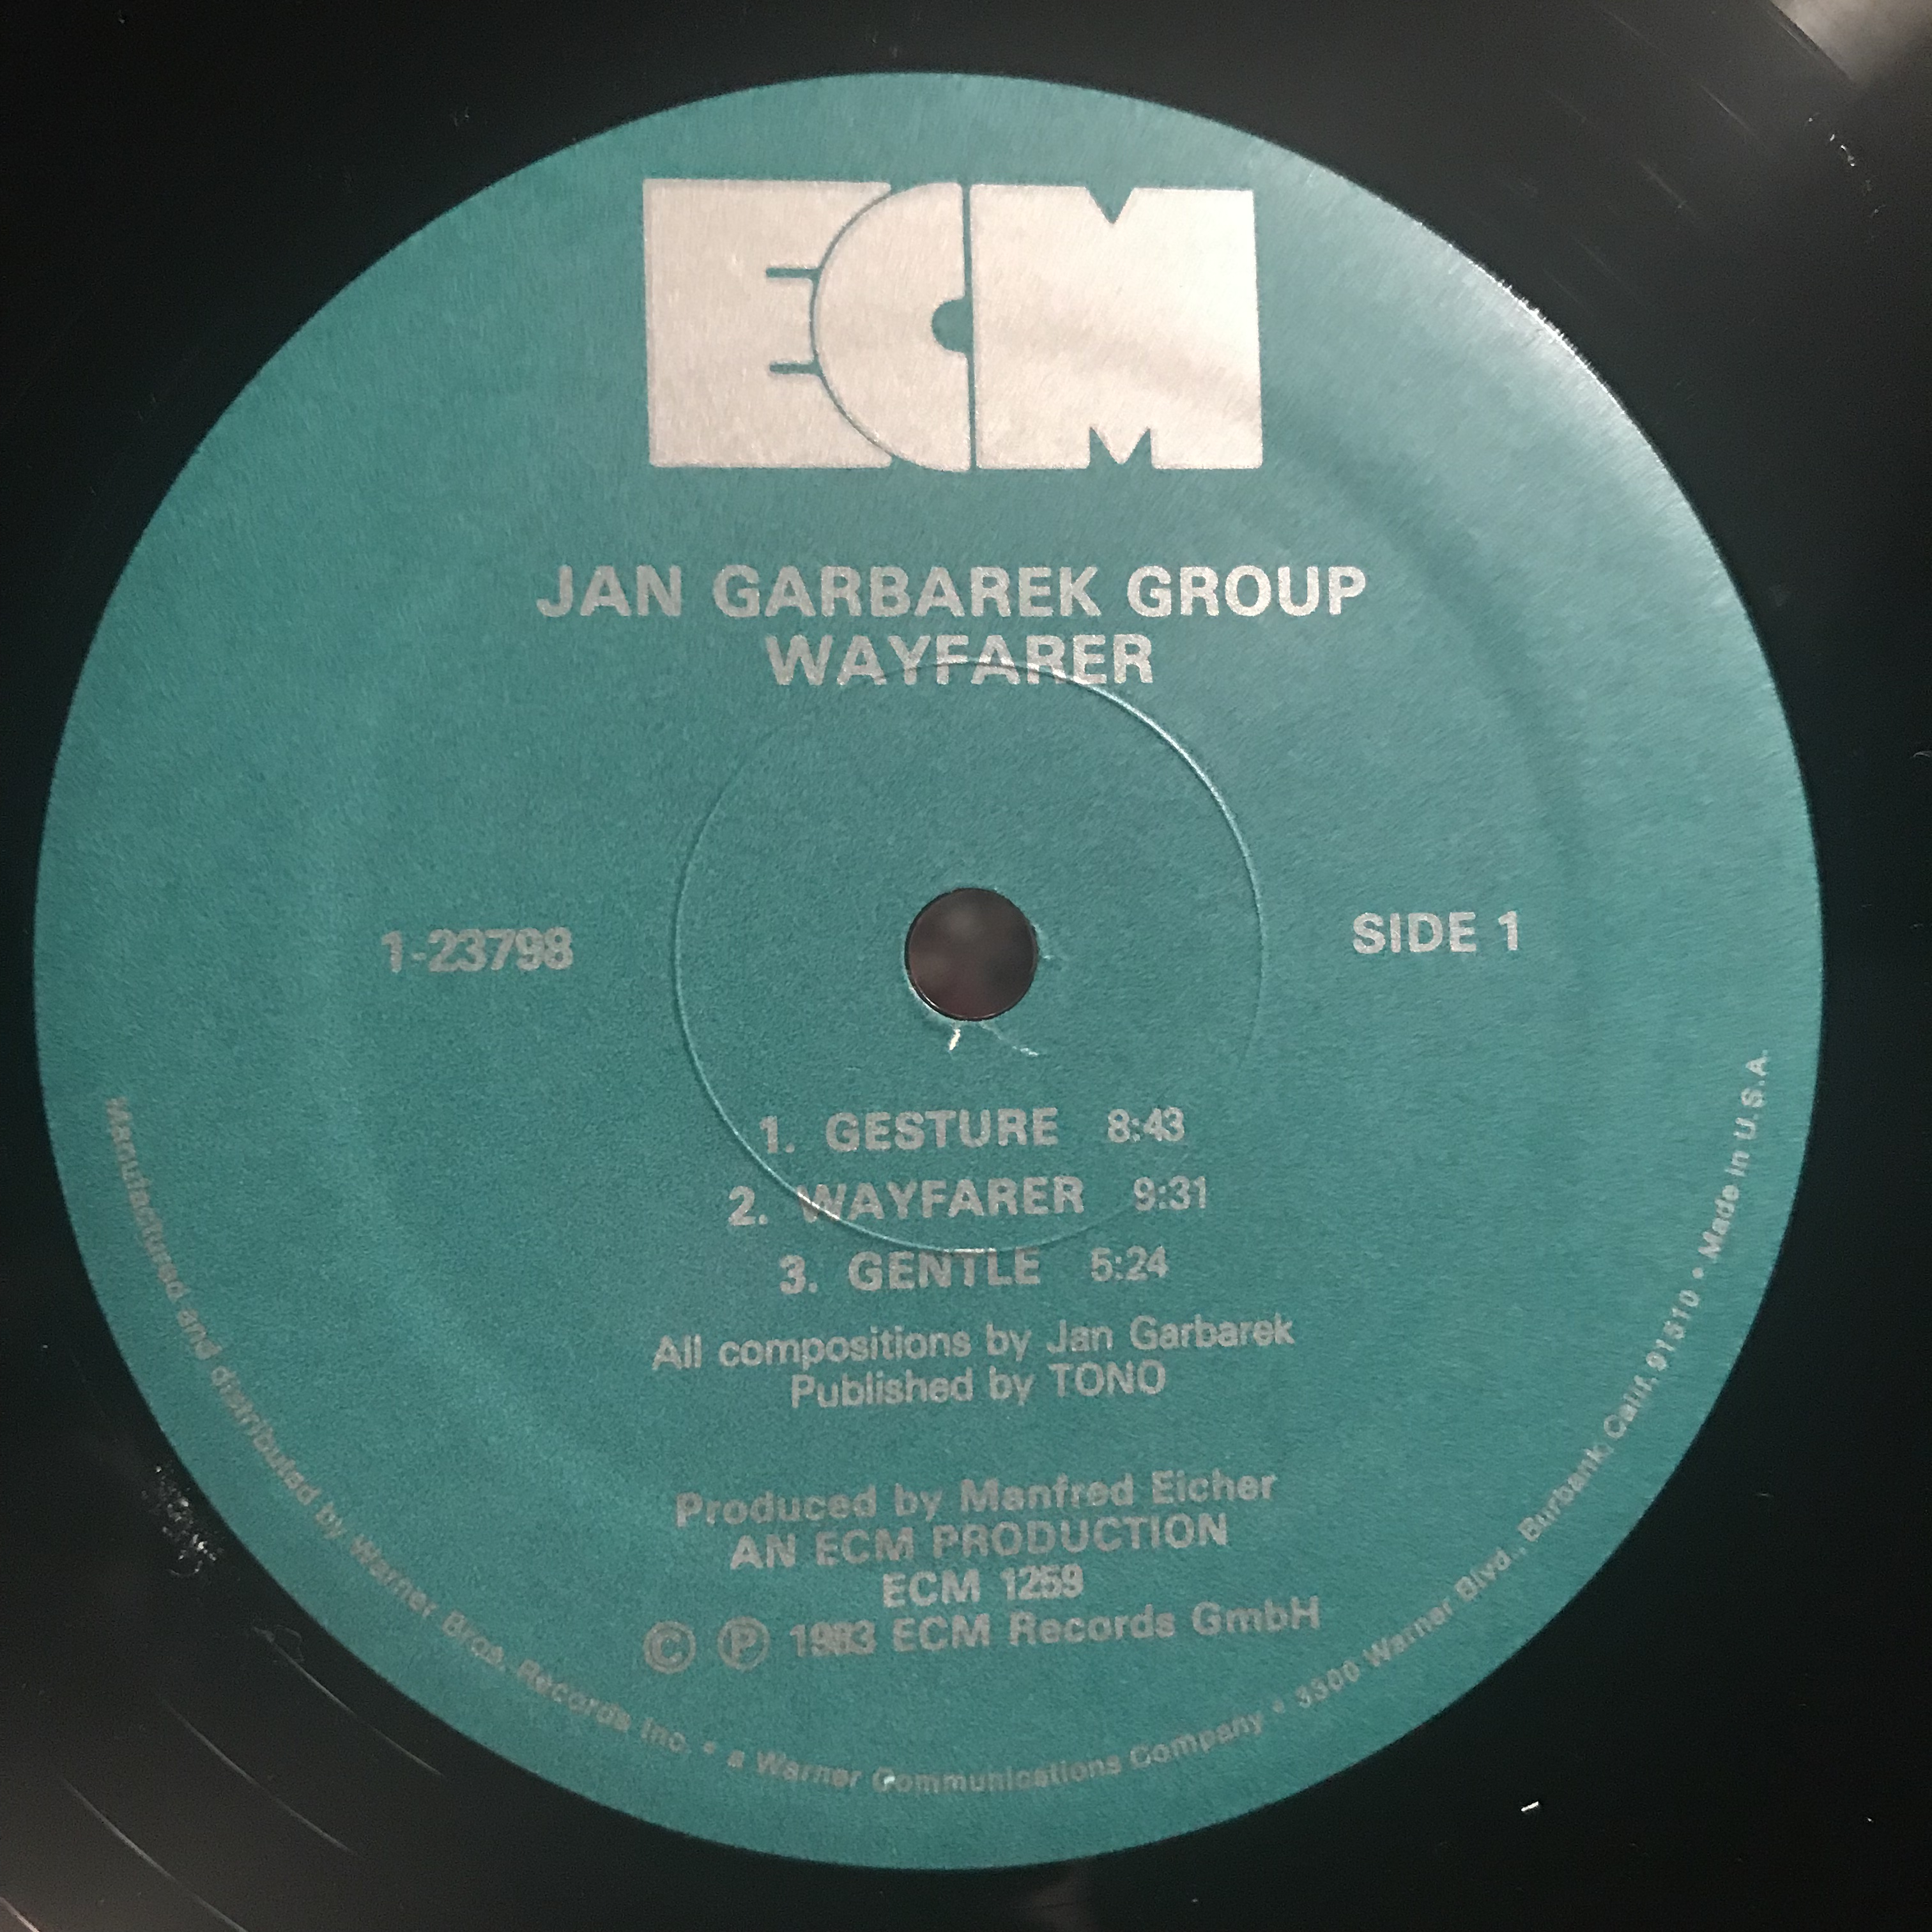 ECM
JAN GARBAREK GROUP
WAYFARER
1-23798
SIDE 1
1. GESTURE 8:43
2. WAYFARER 9:31
3. GENTLE 5:24
All compositions by Jan Garbarek
Published by TONO
Produced by Manfred Eicher
AN ECM PRODUCTION
ECM 1259
© ℗ 1983 ECM Records GmbH
Manufactured and distributed by Warner Bros. Records Inc. • a Warner Communications Company • 3300 Warner Blvd., Burbank, Calif. 91510 • Made in U.S.A.